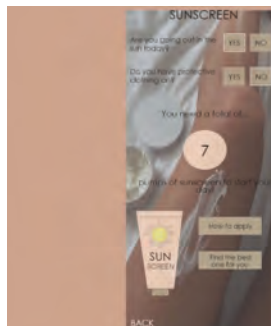 SUNSCREEN
Are you going out in the
sun today?
YES
NO
Do you have protective
clothing on?
YES
NO
You need a total of...
7
pumps of sunscreen to start your
day!
How to apply
SUN
SCREEN
Find the best
one for you
BACK